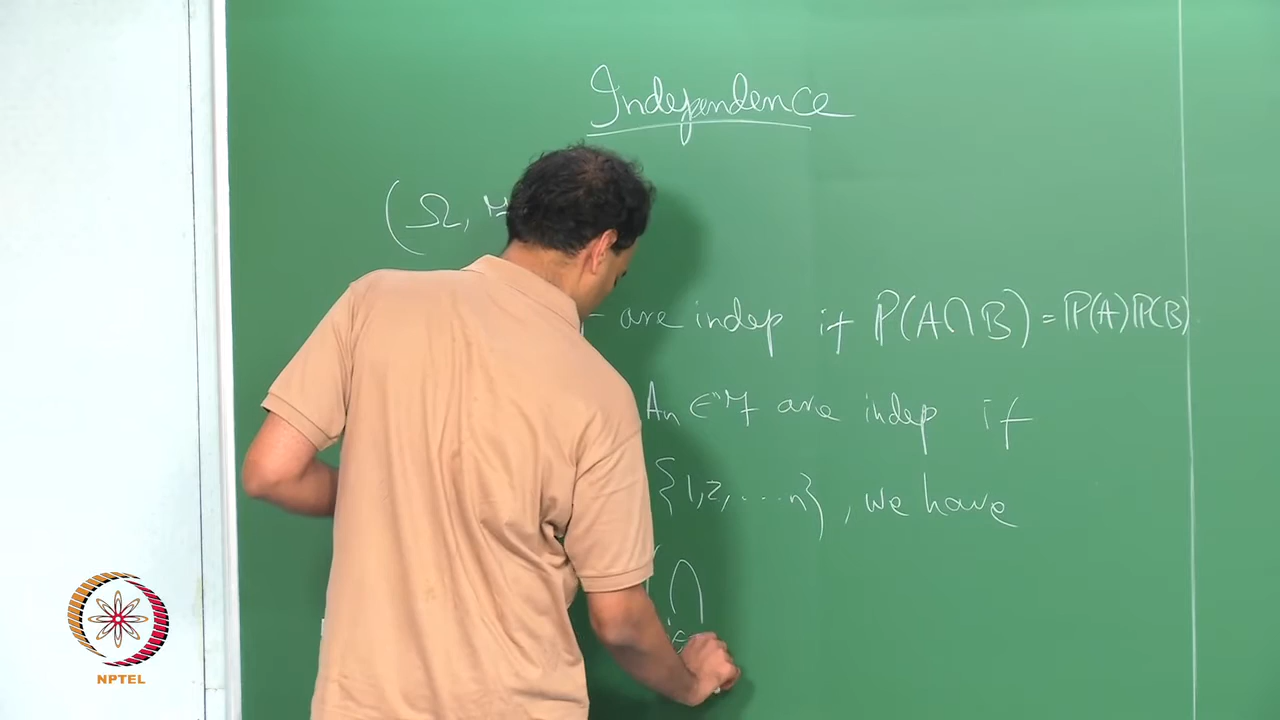 Independence
(Ω,
are indep if ℙ(A∩B) = ℙ(A)ℙ(B)
An ∈ ℱ are indep if
{1,2,....n}, we have
∩
NPTEL